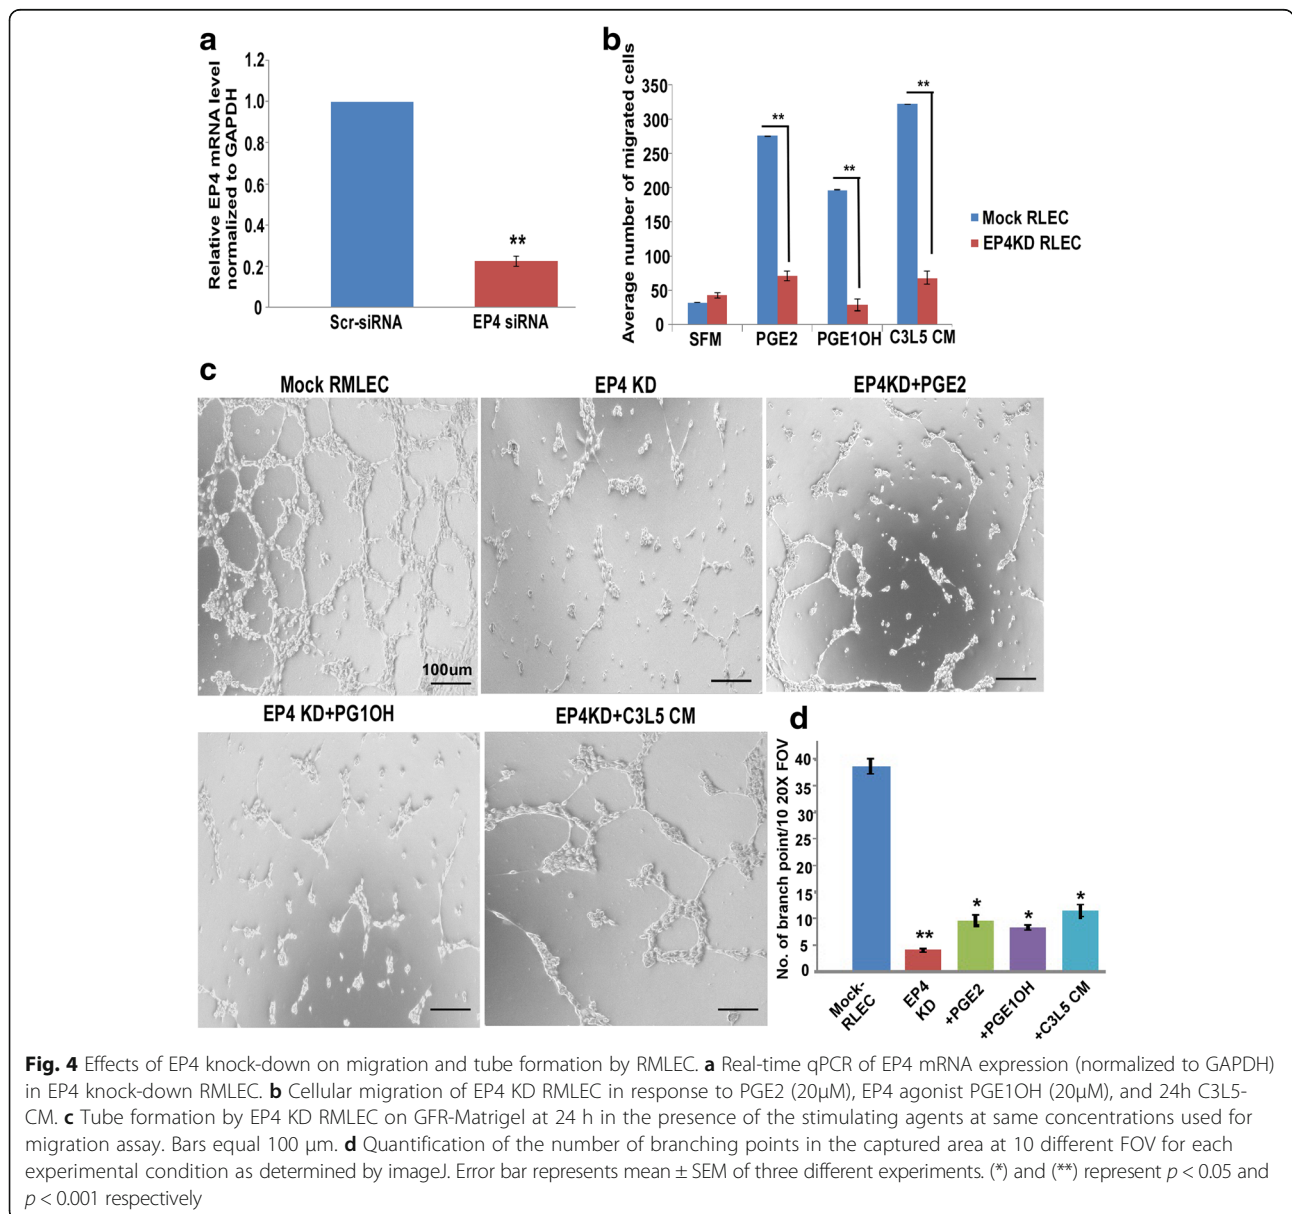 a
Relative EP4 mRNA level
normalized to GAPDH
1.2
1.0
0.8
0.6
0.4
0.2
0
**
Scr-siRNA
EP4 siRNA
b
Average number of migrated cells
350
300
250
200
150
100
50
0
**
**
**
SFM
PGE2
PGE1OH
C3L5 CM
Mock RLEC
EP4KD RLEC
c
Mock RMLEC
EP4 KD
EP4KD+PGE2
100um
EP4 KD+PG1OH
EP4KD+C3L5 CM
d
No. of branch point/10 20X FOV
40
35
30
25
20
15
10
5
0
**
*
*
*
Mock-
RLEC
EP4
KD
+PGE2
+PGE1OH
+C3L5 CM
Fig. 4 Effects of EP4 knock-down on migration and tube formation by RMLEC. a Real-time qPCR of EP4 mRNA expression (normalized to GAPDH)
in EP4 knock-down RMLEC. b Cellular migration of EP4 KD RMLEC in response to PGE2 (20μM), EP4 agonist PGE1OH (20μM), and 24h C3L5-
CM. c Tube formation by EP4 KD RMLEC on GFR-Matrigel at 24 h in the presence of the stimulating agents at same concentrations used for
migration assay. Bars equal 100 μm. d Quantification of the number of branching points in the captured area at 10 different FOV for each
experimental condition as determined by imageJ. Error bar represents mean ± SEM of three different experiments. (*) and (**) represent p < 0.05 and
p < 0.001 respectively